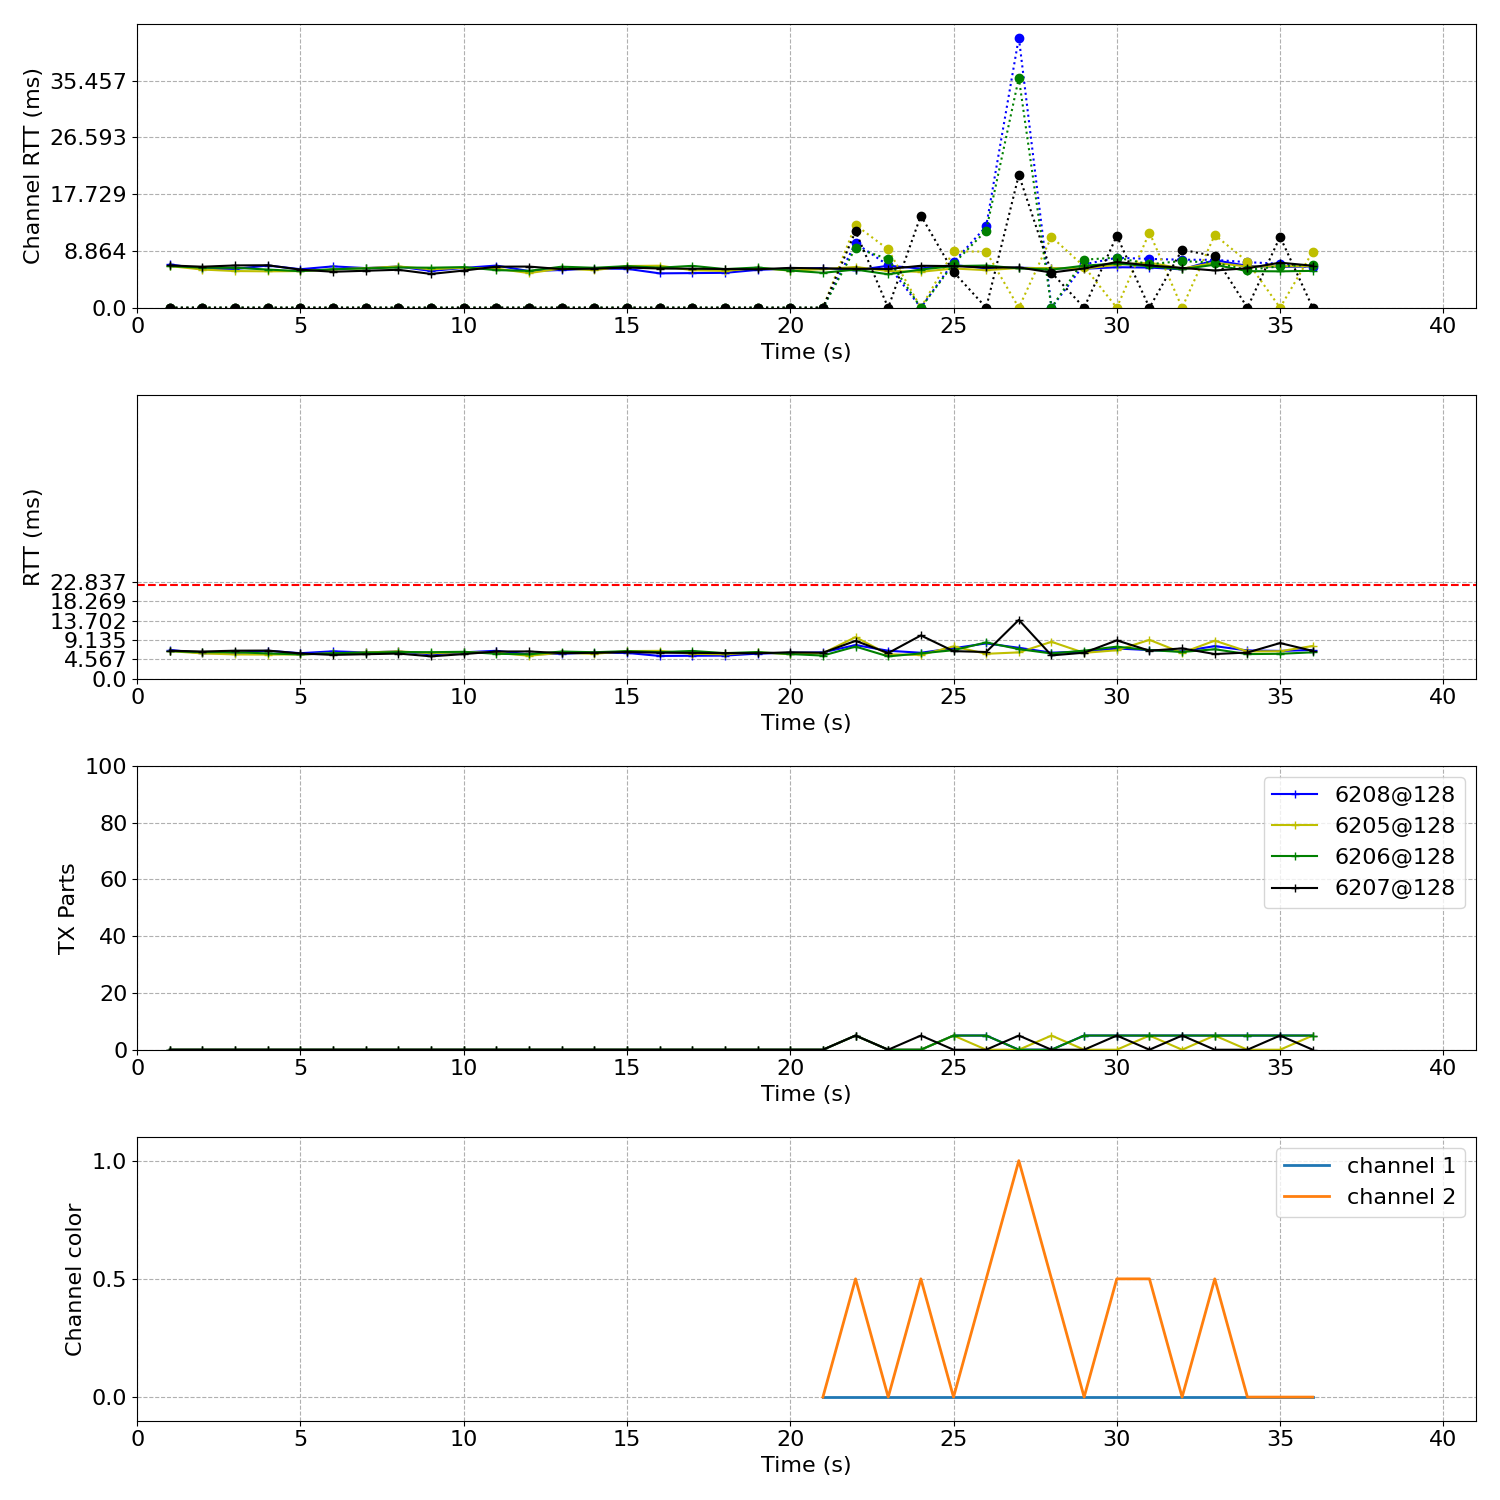 Channel RTT (ms)
35.457
26.593
17.729
8.864
0.0
0 5 10 15 20 25 30 35 40
Time (s)
RTT (ms)
22.837
18.269
13.702
9.135
4.567
0.0
0 5 10 15 20 25 30 35 40
Time (s)
TX Parts
100
80
60
40
20
0
6208@128
6205@128
6206@128
6207@128
0 5 10 15 20 25 30 35 40
Time (s)
Channel color
1.0
0.5
0.0
channel 1
channel 2
0 5 10 15 20 25 30 35 40
Time (s)